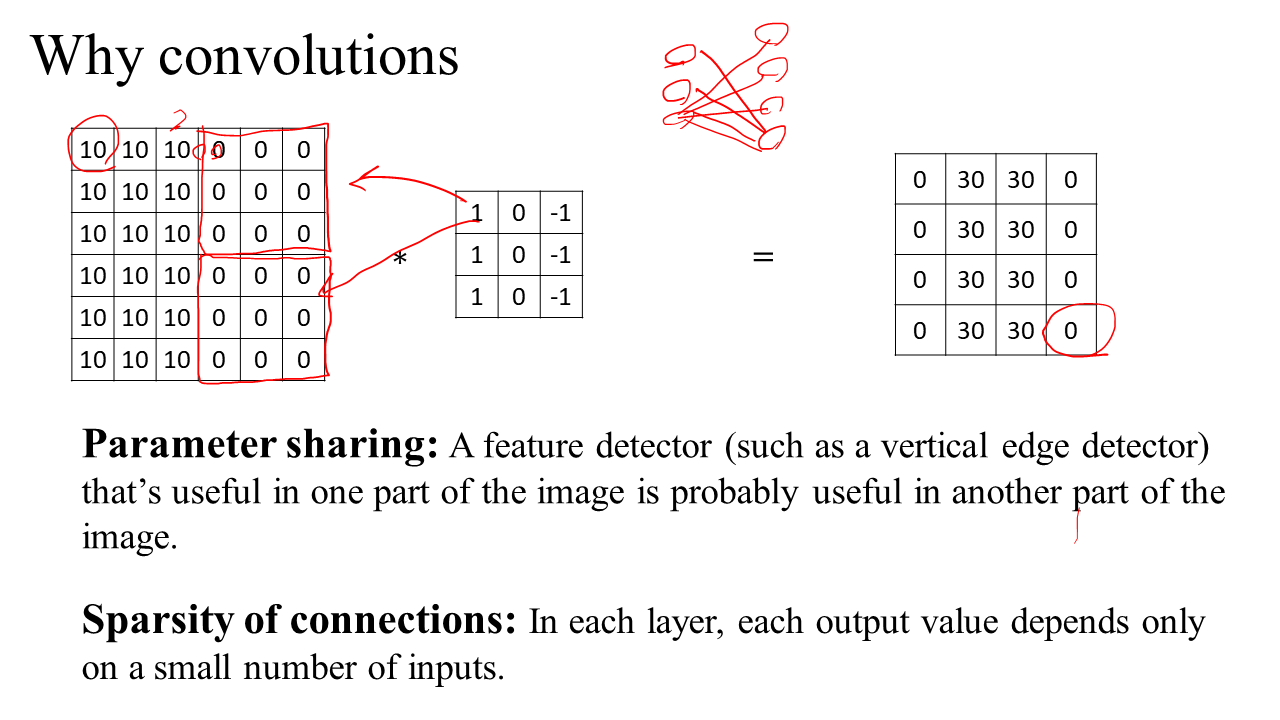 Why convolutions
2
10 10 10 0 0 0
10 10 10 0 0 0
10 10 10 0 0 0
10 10 10 0 0 0
10 10 10 0 0 0
10 10 10 0 0 0
*
1 0 -1
1 0 -1
1 0 -1
=
0 30 30 0
0 30 30 0
0 30 30 0
0 30 30 0
Parameter sharing: A feature detector (such as a vertical edge detector)
that’s useful in one part of the image is probably useful in another part of the
image.
Sparsity of connections: In each layer, each output value depends only
on a small number of inputs.